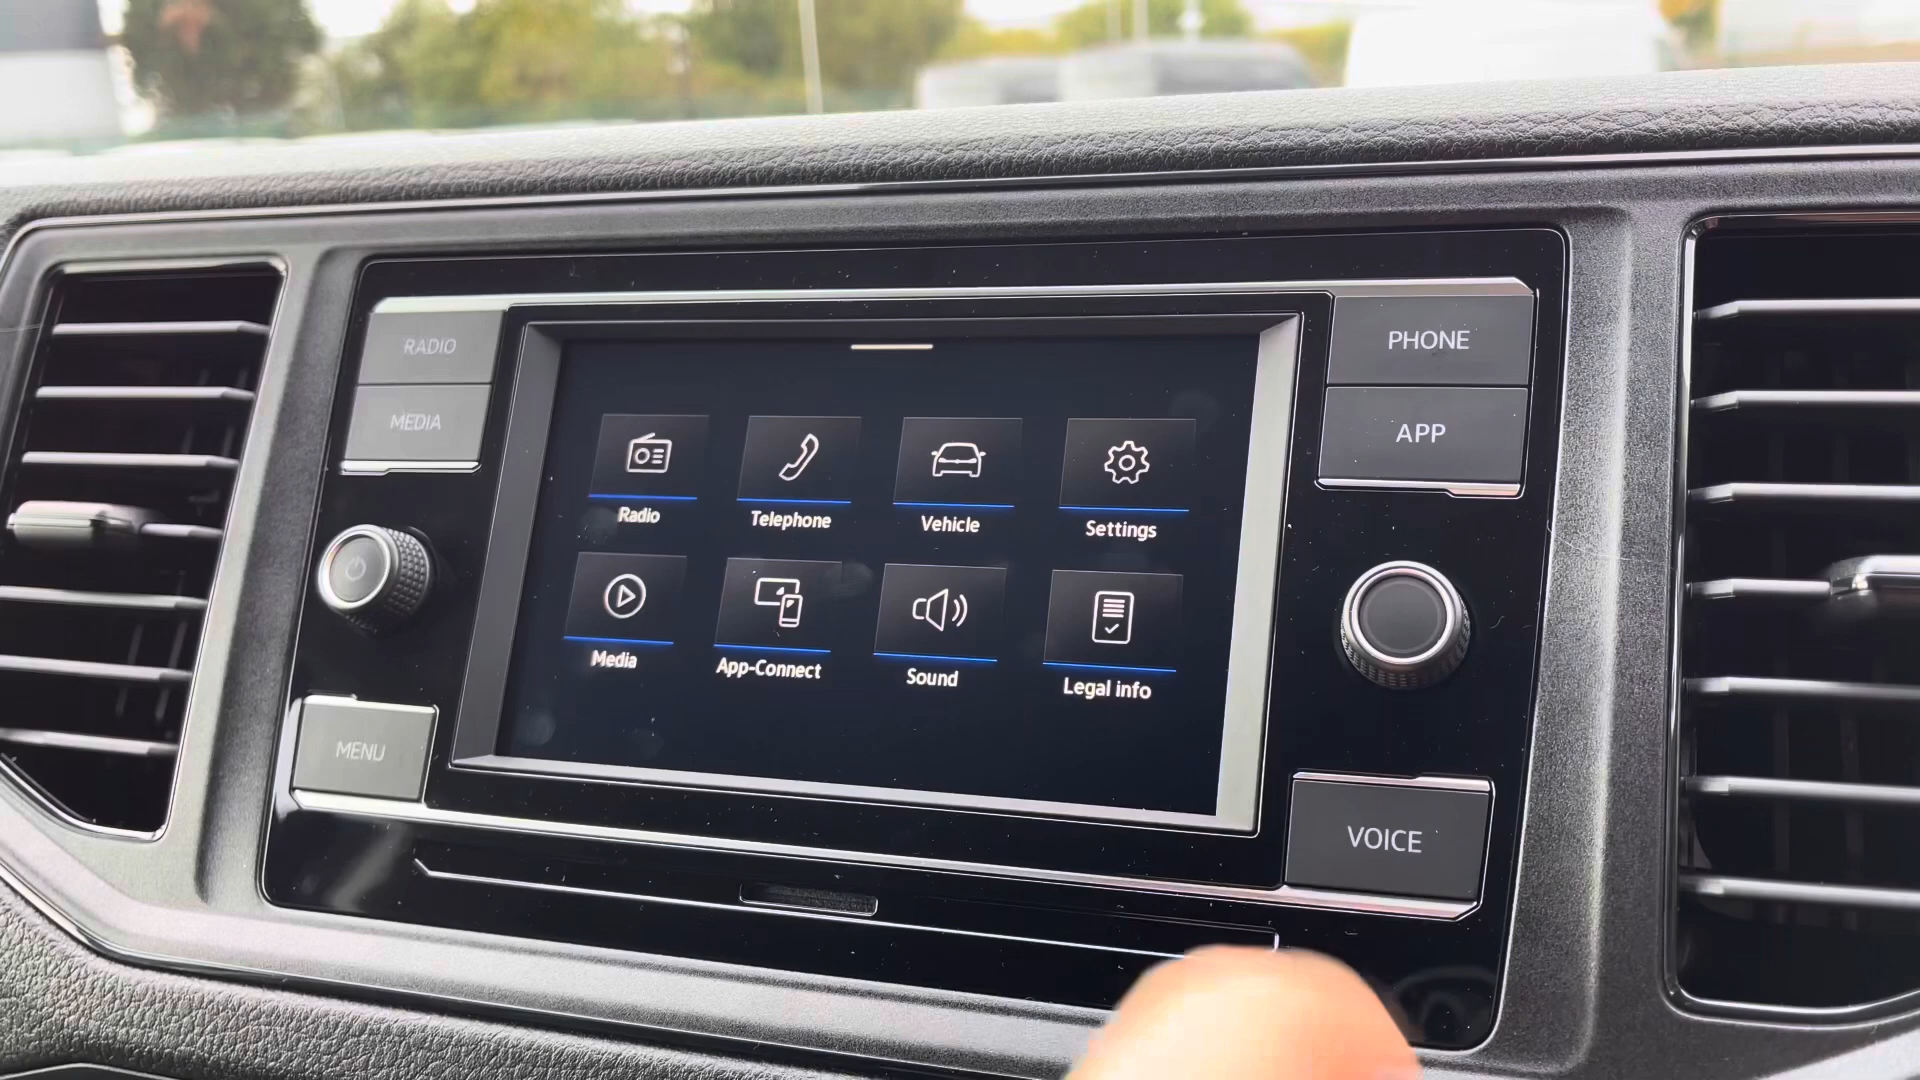 RADIO
MEDIA
PHONE
APP
Radio
Telephone
Vehicle
Settings
Media
App-Connect
Sound
Legal info
MENU
VOICE